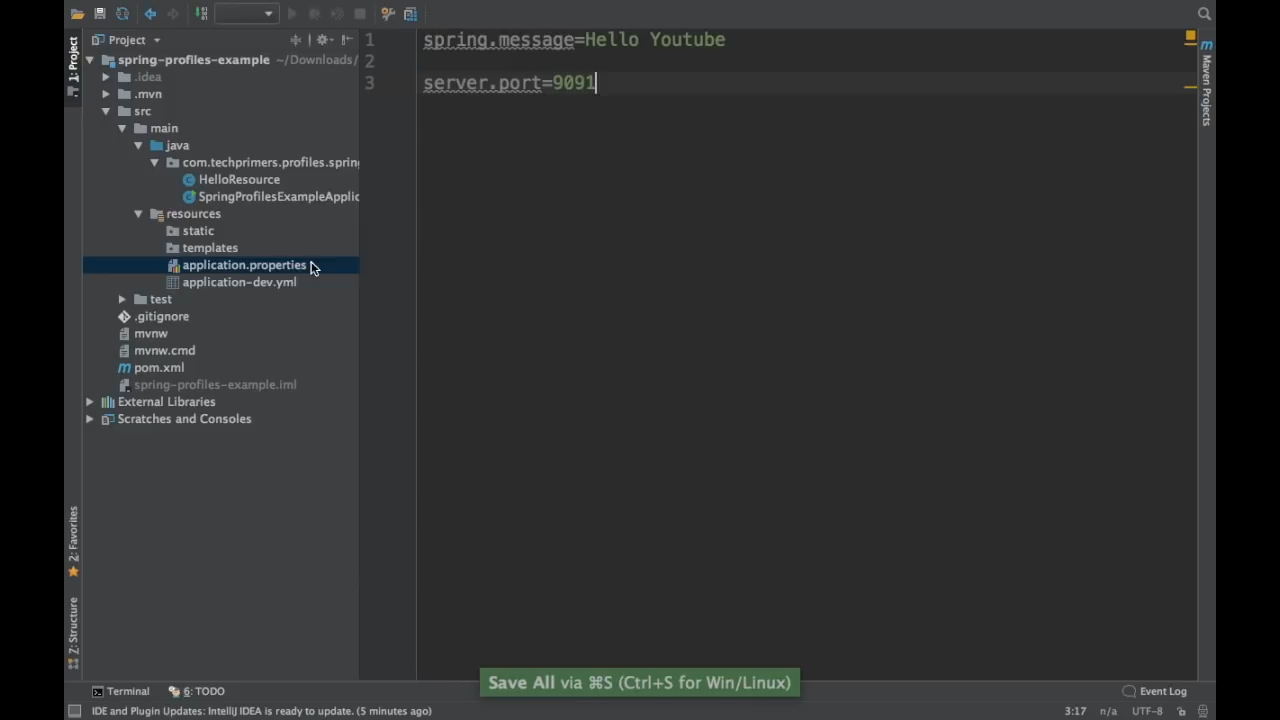 Project
1 spring.message=Hello Youtube
2
3 server.port=9091
1: Project
spring-profiles-example ~/Downloads/
.idea
.mvn
src
main
java
com.techprimers.profiles.spring
HelloResource
SpringProfilesExampleApplic
resources
static
templates
application.properties
application-dev.yml
test
.gitignore
mvnw
mvnw.cmd
m pom.xml
spring-profiles-example.iml
External Libraries
Scratches and Consoles
m Maven Projects
2: Favorites
Z: Structure
Save All via ⌘S (Ctrl+S for Win/Linux)
Terminal
6: TODO
Event Log
IDE and Plugin Updates: IntelliJ IDEA is ready to update. (5 minutes ago)
3:17 n/a UTF-8